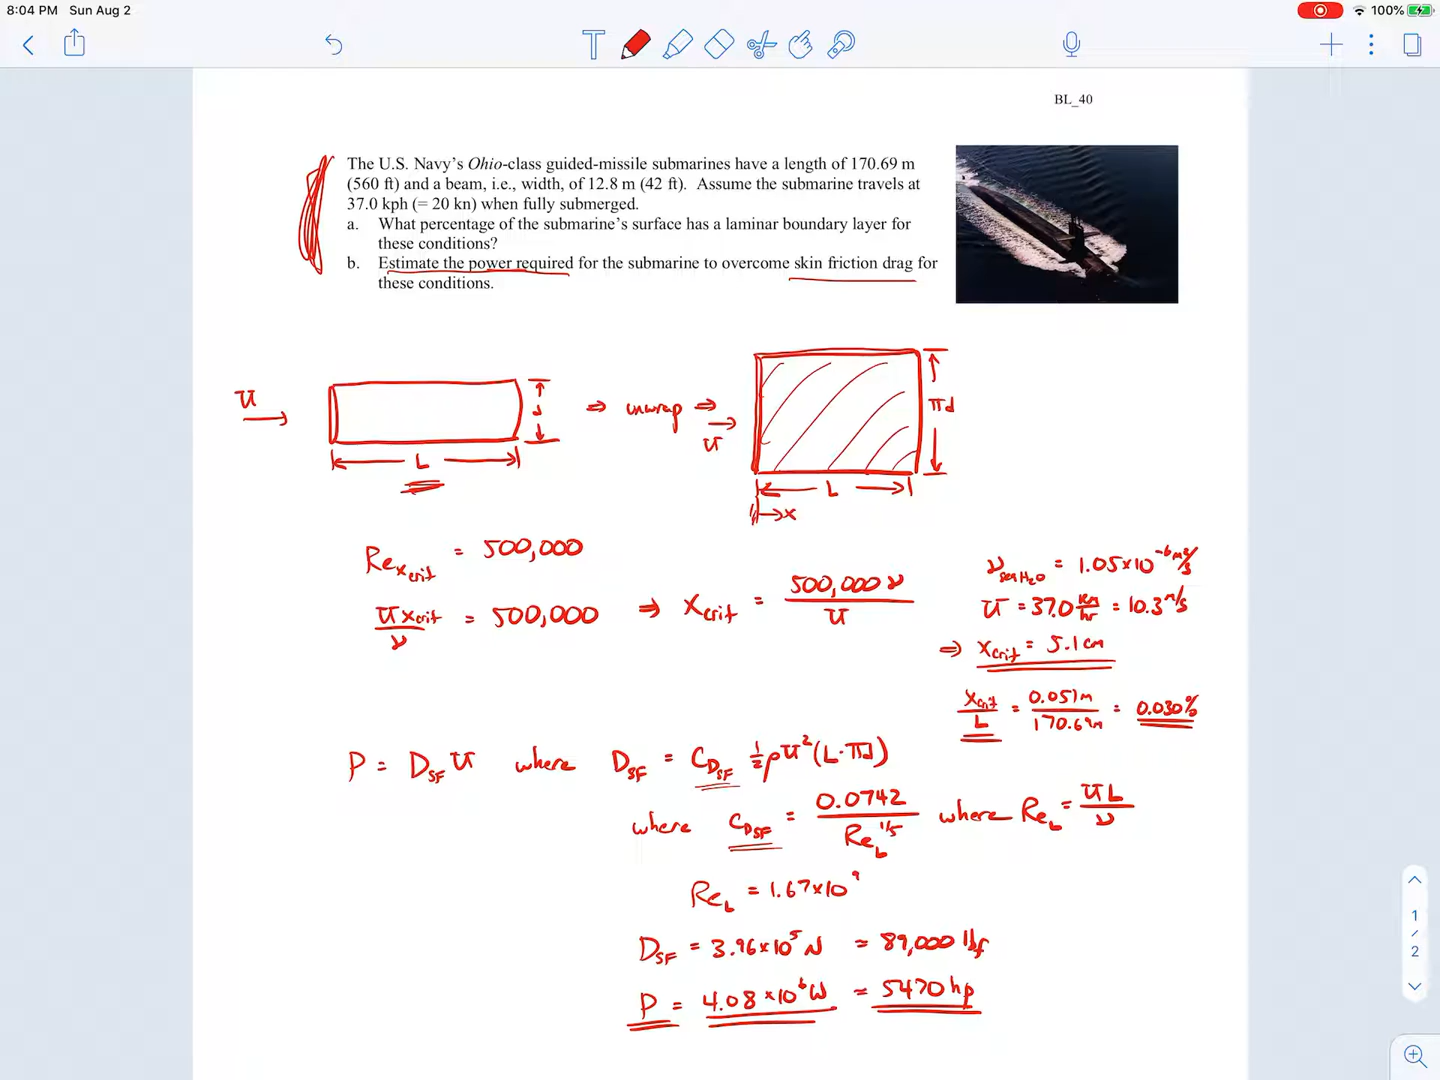 8:04 PM Sun Aug 2
100%
T
BL_40
The U.S. Navy's Ohio-class guided-missile submarines have a length of 170.69 m
(560 ft) and a beam, i.e., width, of 12.8 m (42 ft). Assume the submarine travels at
37.0 kph (= 20 kn) when fully submerged.
a. What percentage of the submarine's surface has a laminar boundary layer for
these conditions?
b. Estimate the power required for the submarine to overcome skin friction drag for
these conditions.
U
d
L
⇒ unwrap ⇒
U
πd
L
x
Re_xcrit = 500,000
U xcrit / ν = 500,000 ⇒ xcrit = 500,000 ν / U
ν sea H2O = 1.05×10^-6 m²/s
U = 37.0 km/hr = 10.3 m/s
⇒ xcrit = 5.1 cm
xcrit / L = 0.051m / 170.69m = 0.030%
P = D_SF U where D_SF = C_DSF ½ρU²(L·πd)
where C_DSF = 0.0742 / Re_L^1/5 where Re_L = UL / ν
Re_L = 1.67×10^9
D_SF = 3.96×10^5 N = 89,000 lbf
P = 4.08×10^6 W = 5470 hp
1
/
2